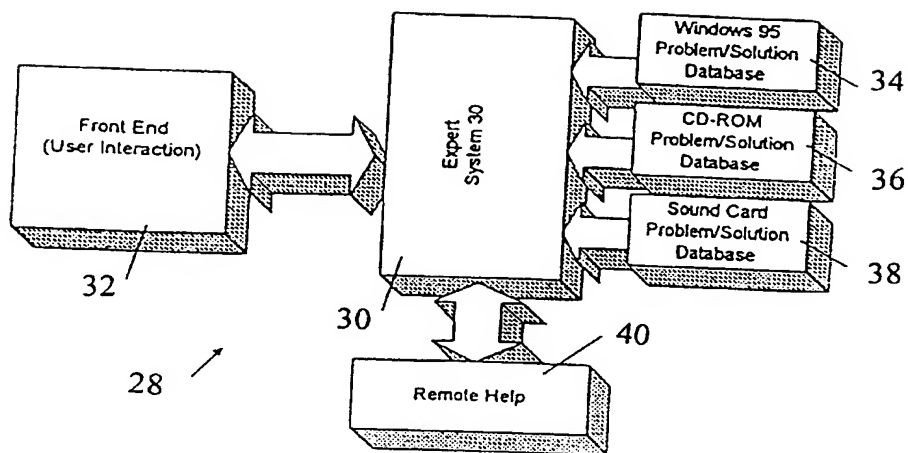 Windows 95
Problem/Solution
Database
34
Front End
(User Interaction)
32
Expert
System 30
30
CD-ROM
Problem/Solution
Database
36
Sound Card
Problem/Solution
Database
38
28
40
Remote Help